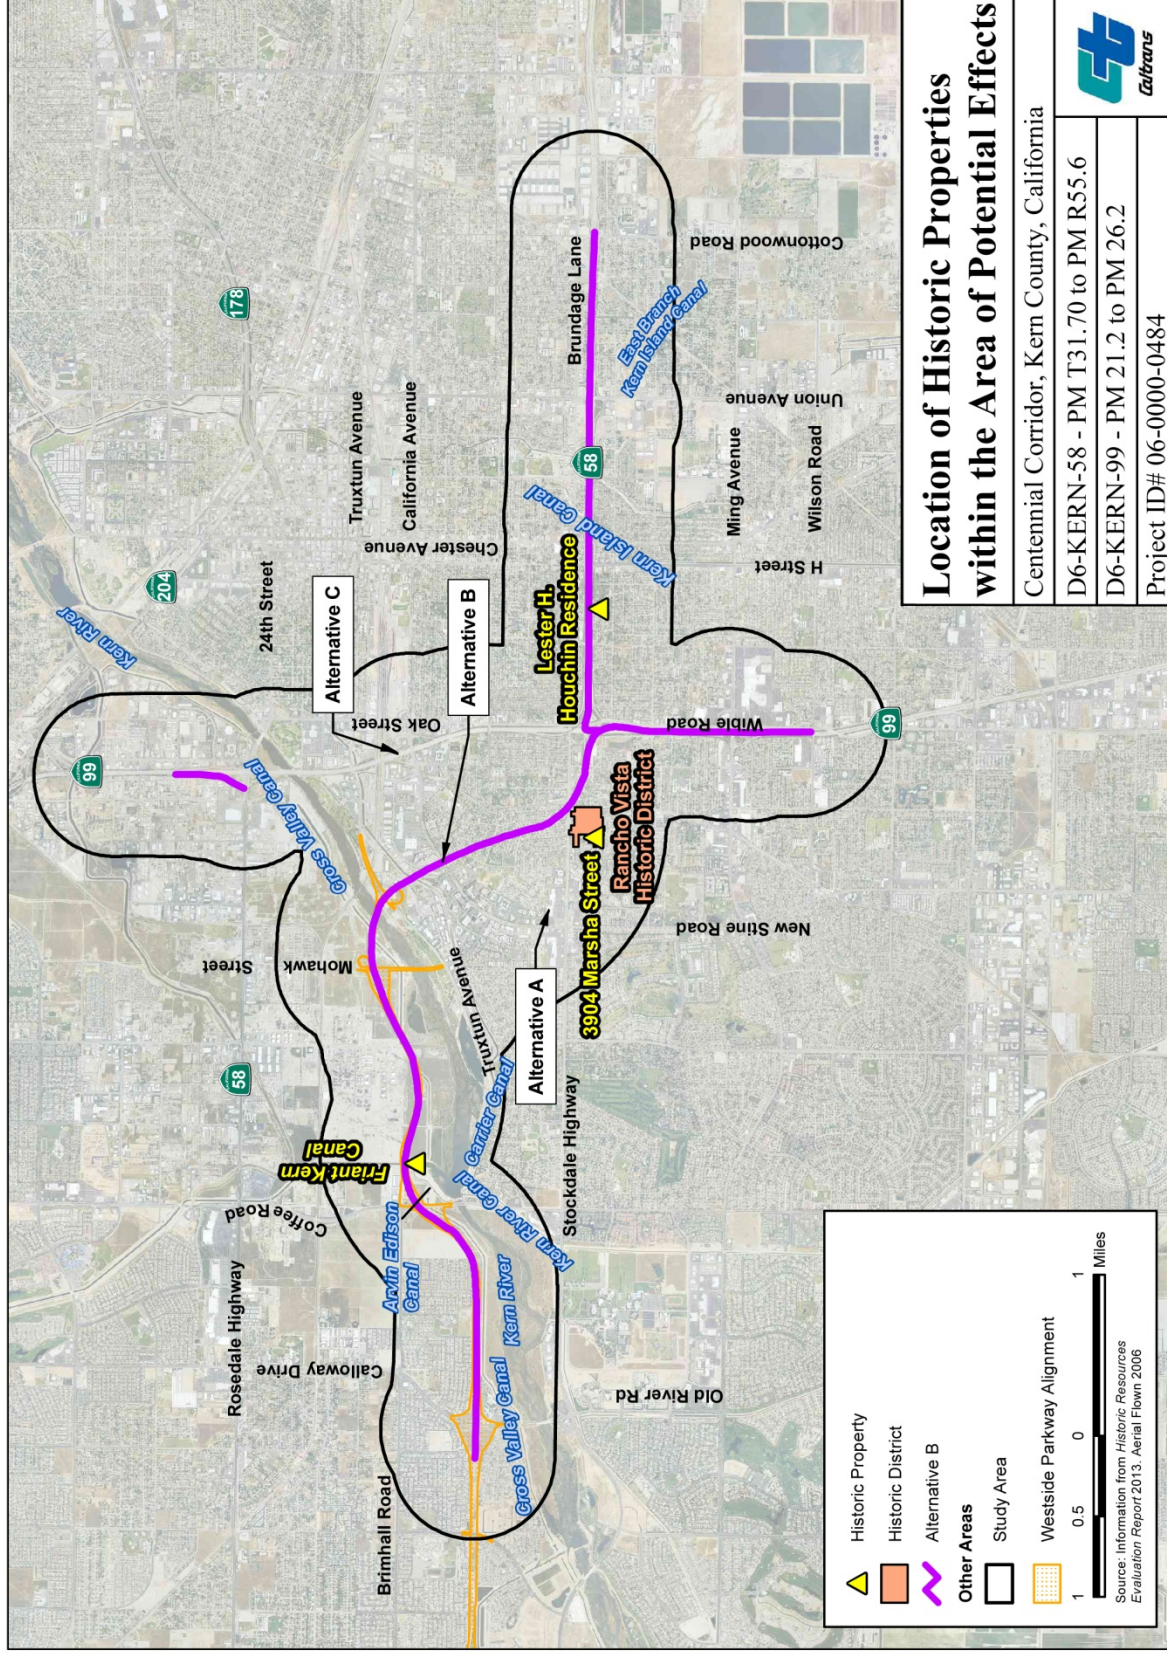 Location of Historic Properties
within the Area of Potential Effects
Centennial Corridor, Kern County, California
D6-KERN-58 - PM T31.70 to PM R55.6
D6-KERN-99 - PM 21.2 to PM 26.2
Project ID# 06-0000-0484
Caltrans
178
204
99
58
58
99
Kern River
24th Street
Truxtun Avenue
California Avenue
Chester Avenue
Alternative C
Alternative B
Oak Street
Cross Valley Canal
Mohawk
Street
Lester H.
Houchin Residence
Kern Island Canal
Brundage Lane
East Branch
Kern Island Canal
Cottonwood Road
Union Avenue
Ming Avenue
Wilson Road
H Street
Wible Road
Rancho Vista
Historic District
3904 Marsha Street
New Stine Road
Alternative A
Truxtun Avenue
Stockdale Highway
Carrier Canal
Kern River Canal
Friant Kern
Canal
Coffee Road
Arvin Edison
Canal
Rosedale Highway
Calloway Drive
Brimhall Road
Cross Valley Canal
Kern River
Old River Rd
Historic Property
Historic District
Alternative B
Other Areas
Study Area
Westside Parkway Alignment
1 0.5 0 1
Miles
Source: Information from Historic Resources
Evaluation Report 2013. Aerial Flown 2006